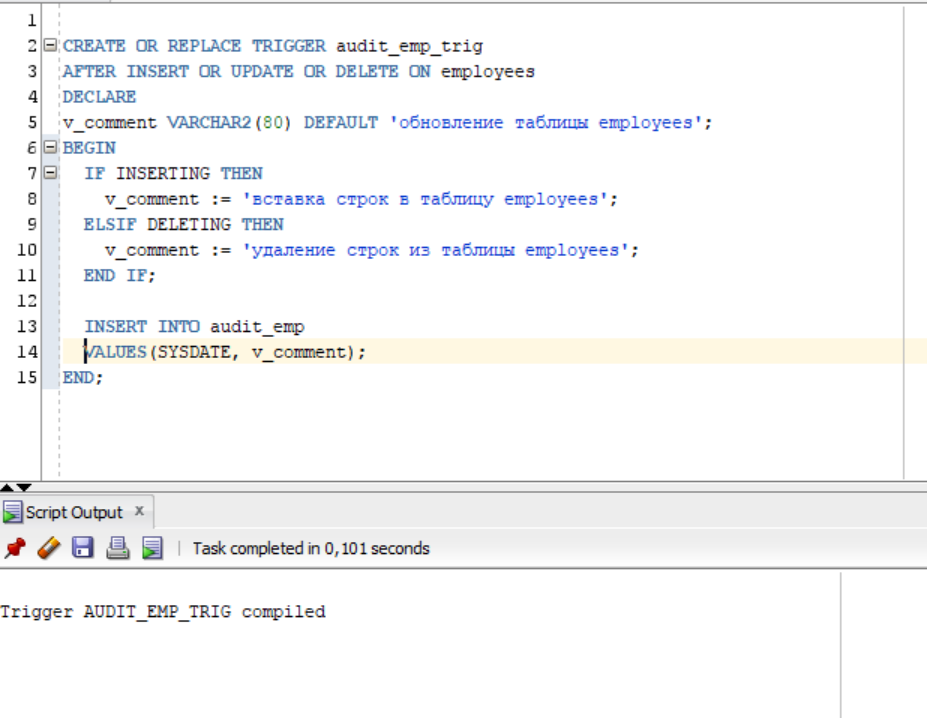 1
2 CREATE OR REPLACE TRIGGER audit_emp_trig
3 AFTER INSERT OR UPDATE OR DELETE ON employees
4 DECLARE
5 v_comment VARCHAR2(80) DEFAULT 'обновление таблицы employees';
6 BEGIN
7 IF INSERTING THEN
8 v_comment := 'вставка строк в таблицу employees';
9 ELSIF DELETING THEN
10 v_comment := 'удаление строк из таблицы employees';
11 END IF;
12
13 INSERT INTO audit_emp
14 VALUES(SYSDATE, v_comment);
15 END;
Script Output x
Task completed in 0,101 seconds
Trigger AUDIT_EMP_TRIG compiled